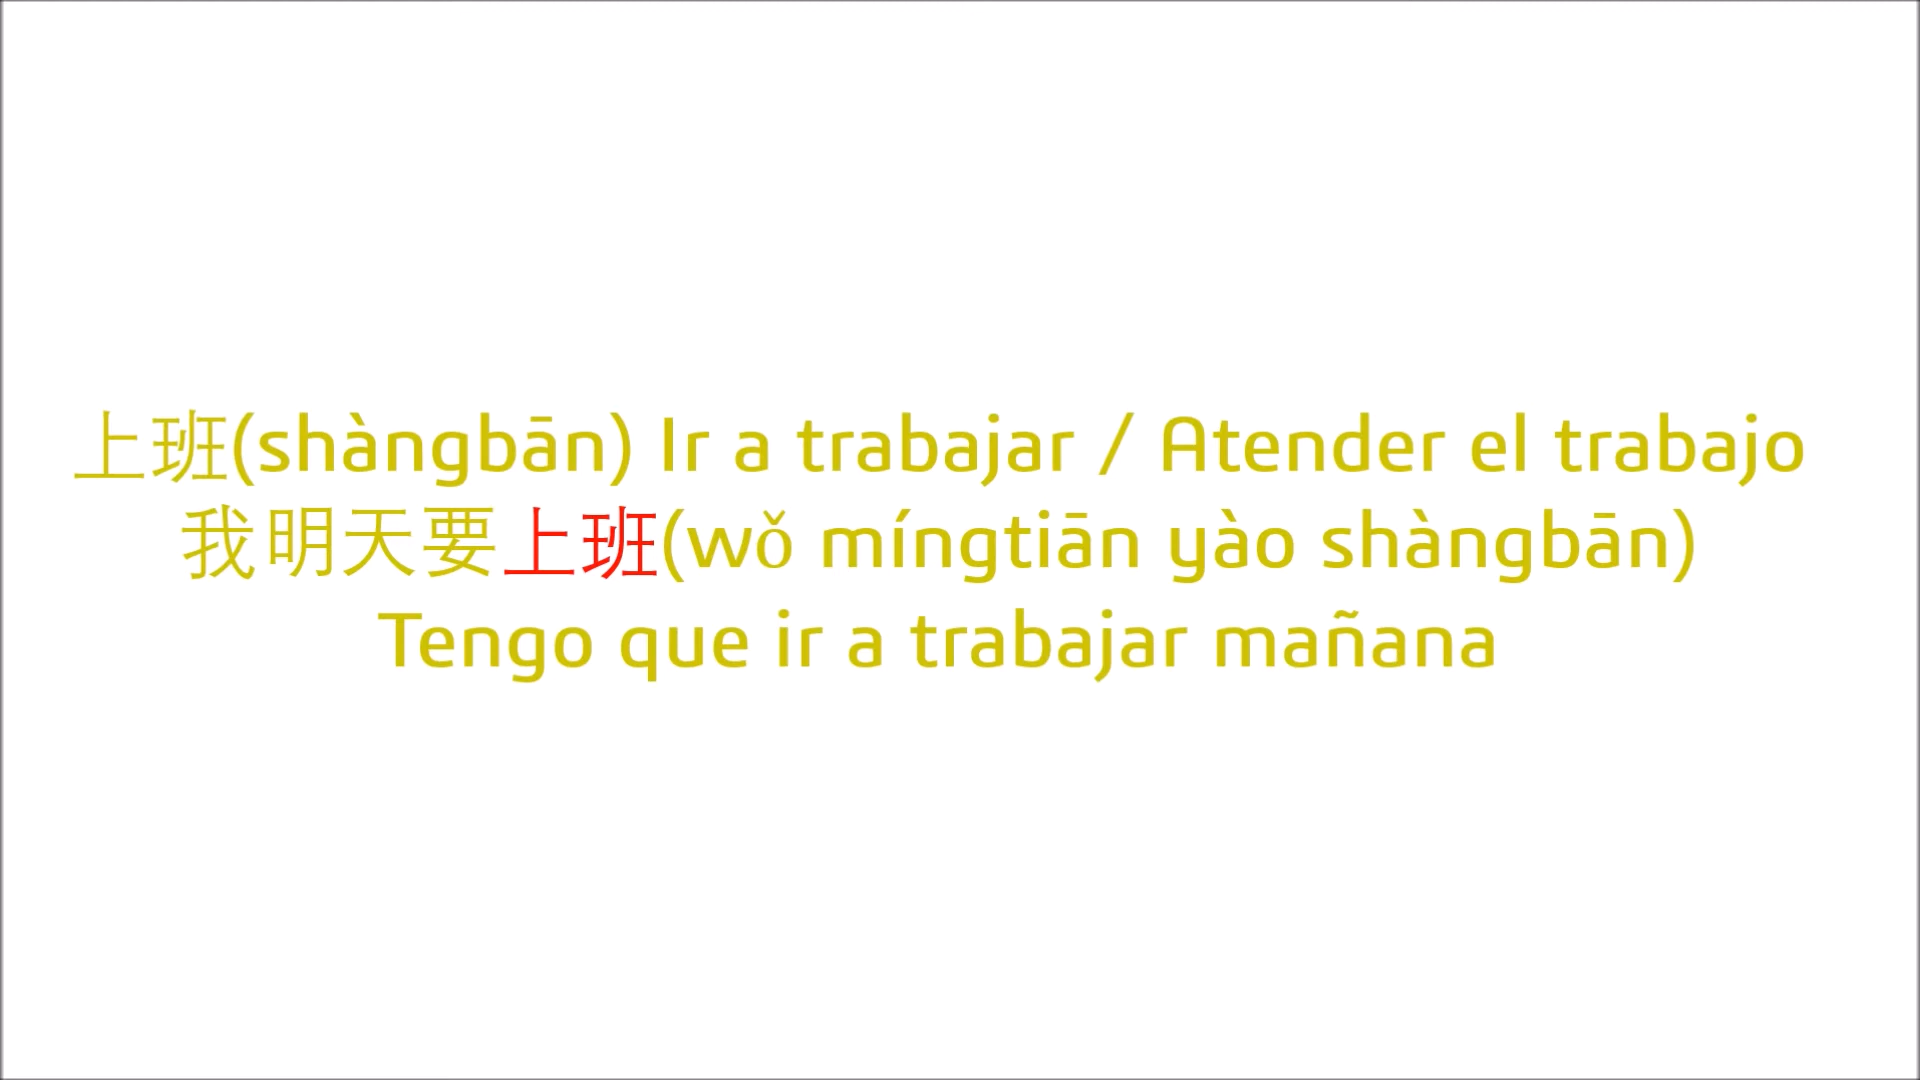 上班(shàngbān) Ir a trabajar / Atender el trabajo
我明天要上班(wǒ míngtiān yào shàngbān)
Tengo que ir a trabajar mañana